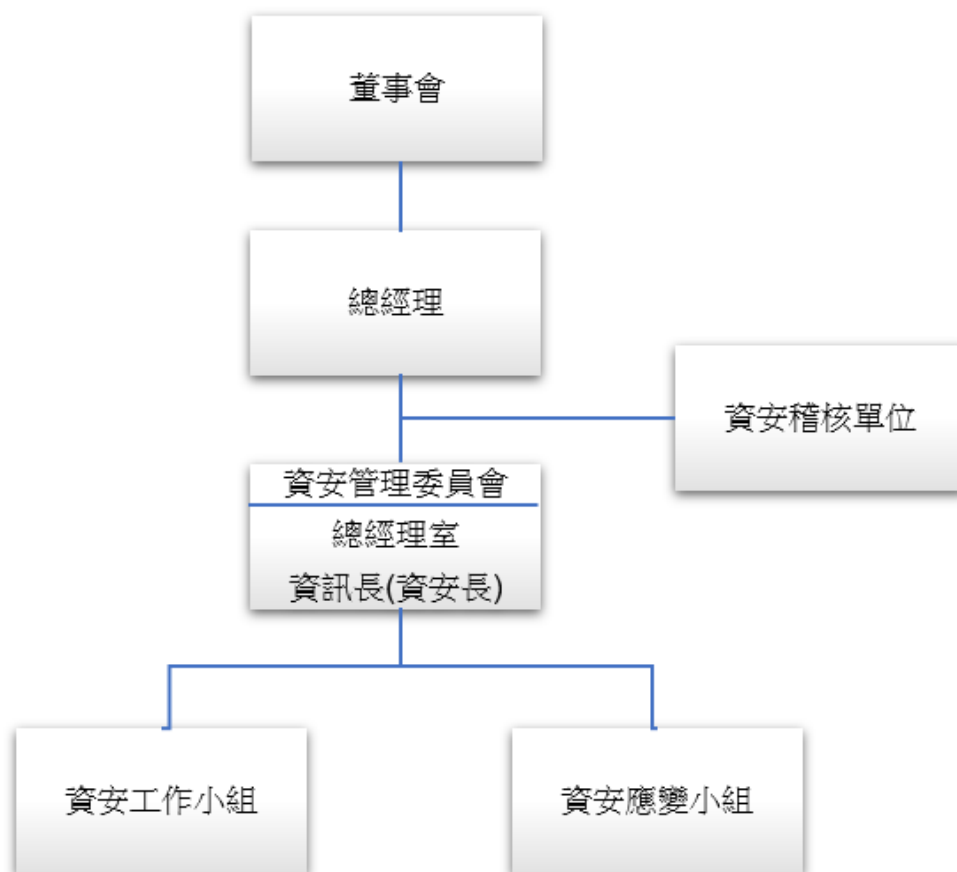 董事會
總經理
資安稽核單位
資安管理委員會
總經理室
資訊長(資安長)
資安工作小組
資安應變小組